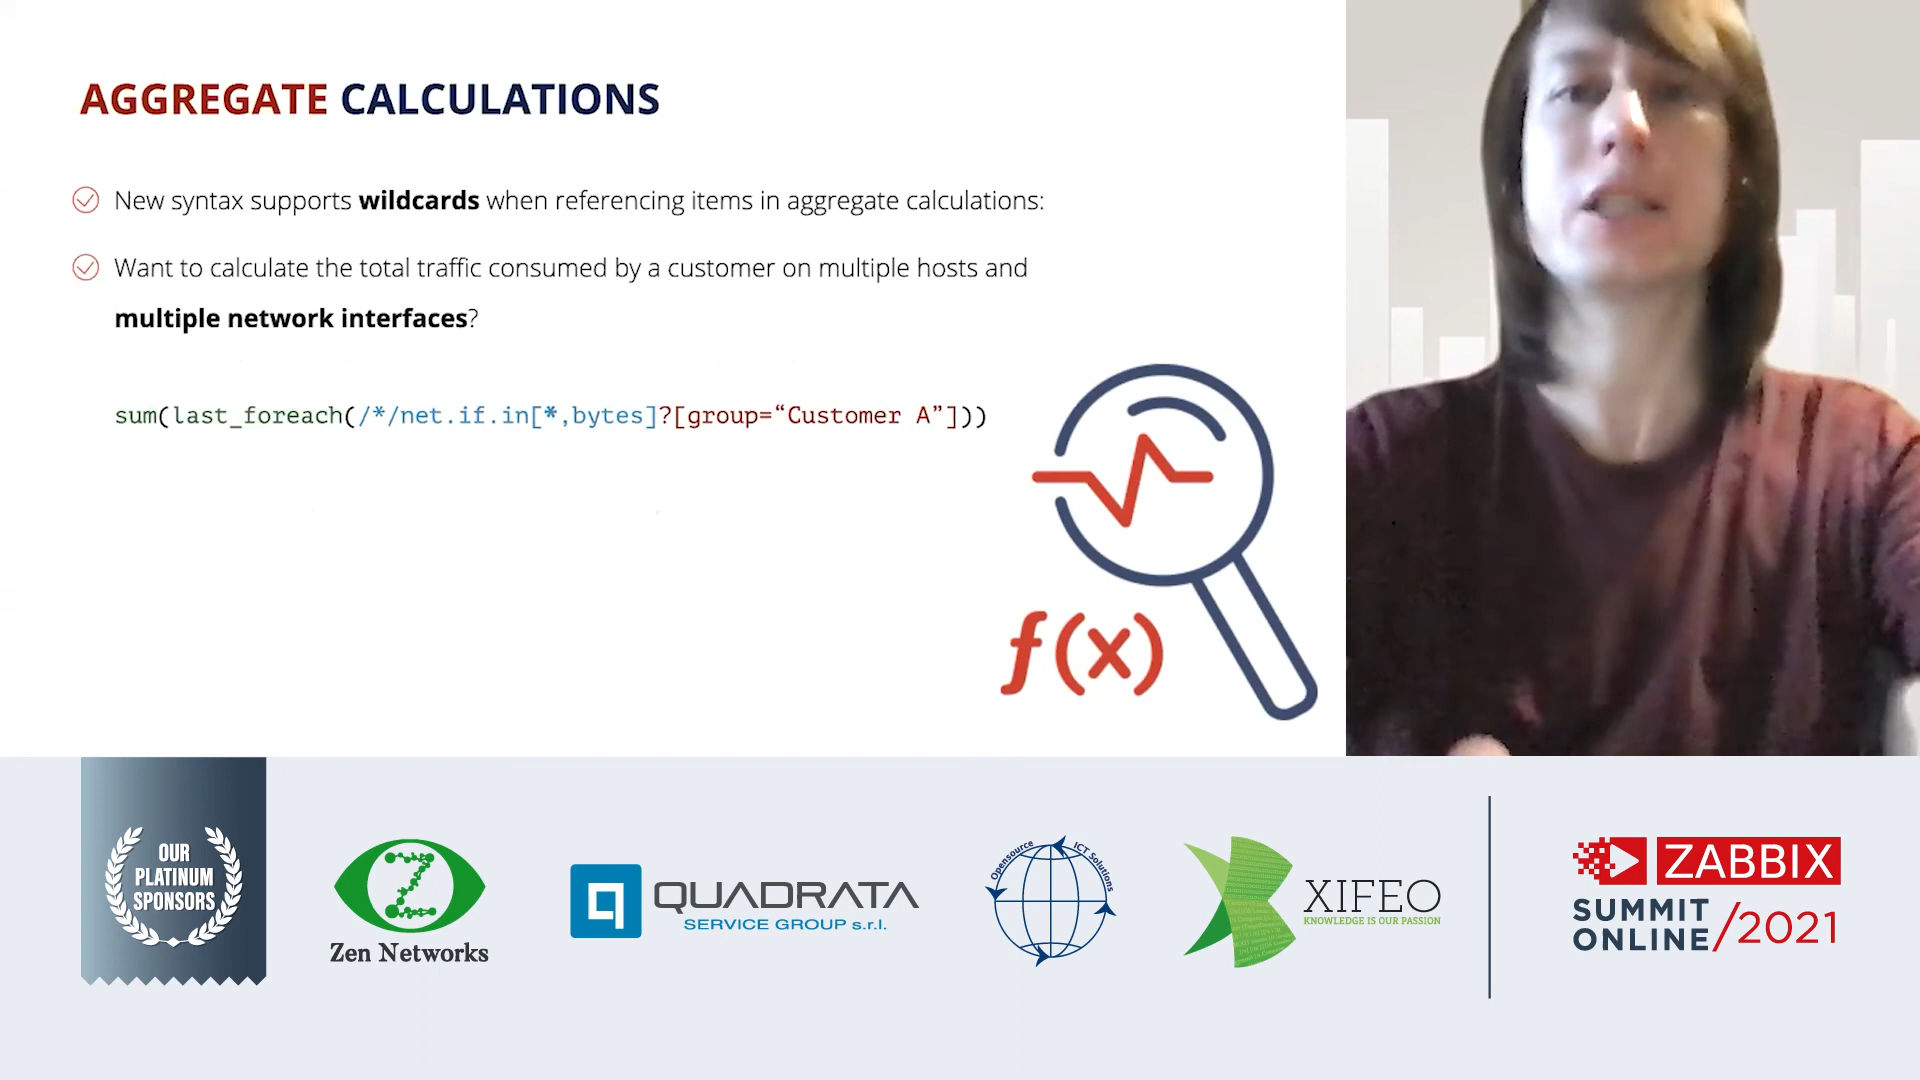 AGGREGATE CALCULATIONS
New syntax supports wildcards when referencing items in aggregate calculations:
Want to calculate the total traffic consumed by a customer on multiple hosts and
multiple network interfaces?
sum(last_foreach(/*/net.if.in[*,bytes]?[group=“Customer A”]))
f(x)
OUR
PLATINUM
SPONSORS
Zen Networks
q QUADRATA
SERVICE GROUP s.r.l.
Opensource ICT Solutions
XIFEO
KNOWLEDGE IS OUR PASSION
ZABBIX
SUMMIT
ONLINE /2021